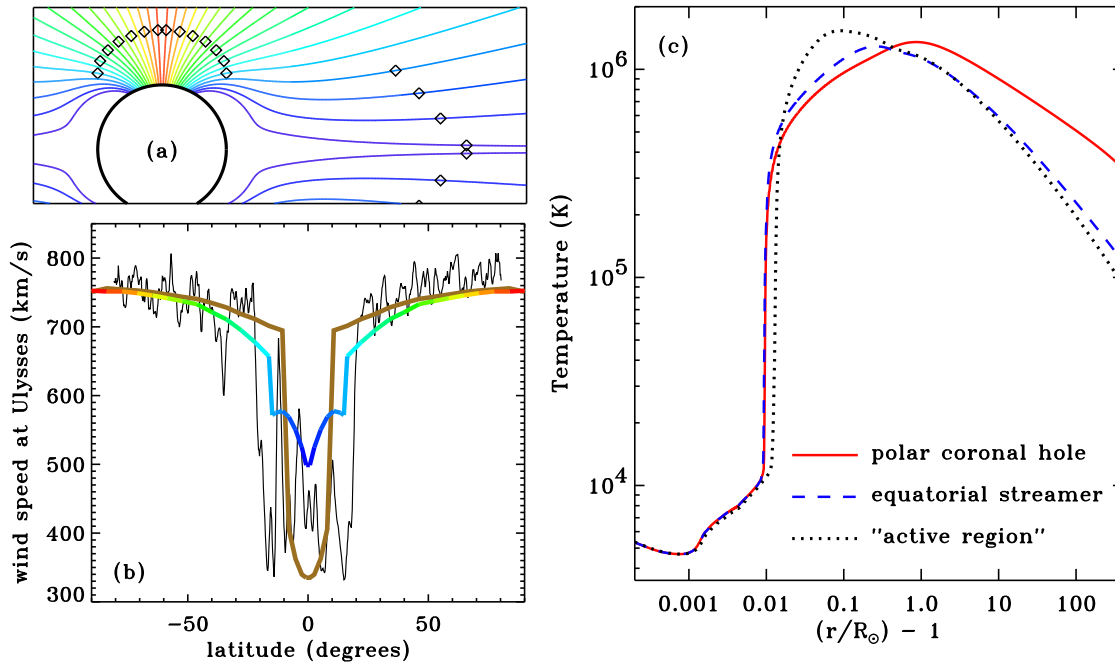 (a)
800
700
600
500
400
300
wind speed at Ulysses (km/s)
(b)
−50
0
50
latitude (degrees)
(c)
10⁶
10⁵
10⁴
Temperature (K)
polar coronal hole
equatorial streamer
"active region"
0.001
0.01
0.1
1.0
10
100
(r/R☉) − 1